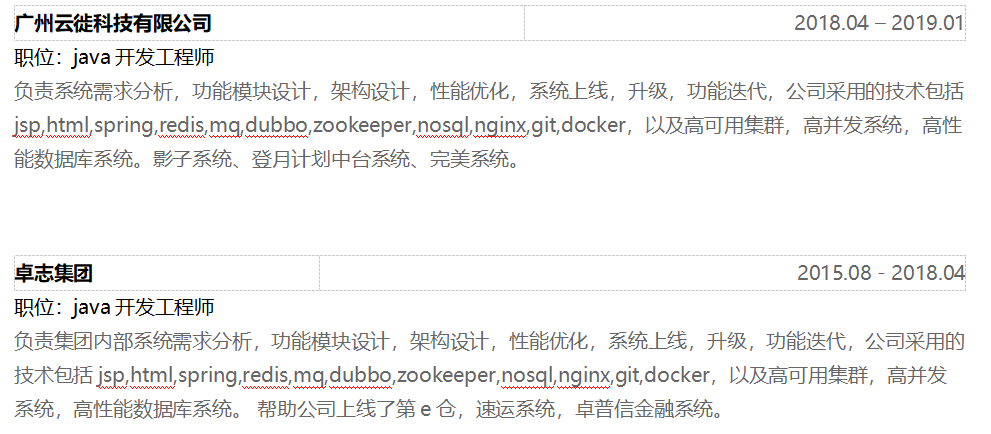 广州云徙科技有限公司 2018.04 – 2019.01
职位：java 开发工程师
负责系统需求分析，功能模块设计，架构设计，性能优化，系统上线，升级，功能迭代，公司采用的技术包括
jsp,html,spring,redis,mq,dubbo,zookeeper,nosql,nginx,git,docker，以及高可用集群，高并发系统，高性
能数据库系统。影子系统、登月计划中台系统、完美系统。
卓志集团 2015.08 - 2018.04
职位：java 开发工程师
负责集团内部系统需求分析，功能模块设计，架构设计，性能优化，系统上线，升级，功能迭代，公司采用的
技术包括 jsp,html,spring,redis,mq,dubbo,zookeeper,nosql,nginx,git,docker，以及高可用集群，高并发
系统，高性能数据库系统。 帮助公司上线了第 e 仓，速运系统，卓普信金融系统。